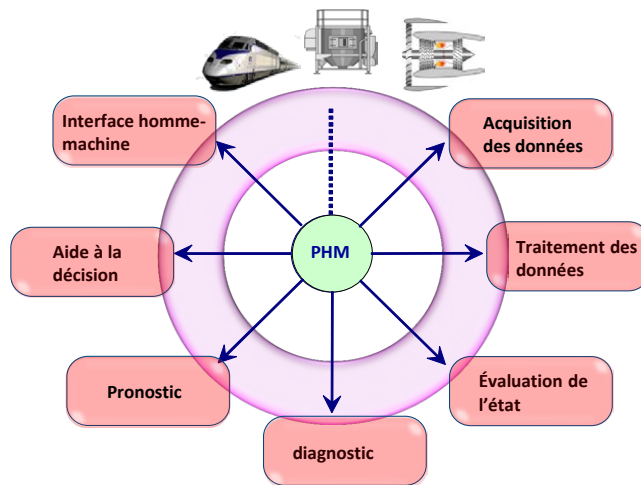 Interface homme-
machine
Acquisition
des données
Aide à la
décision
PHM
Traitement des
données
Pronostic
Évaluation de
l’état
diagnostic